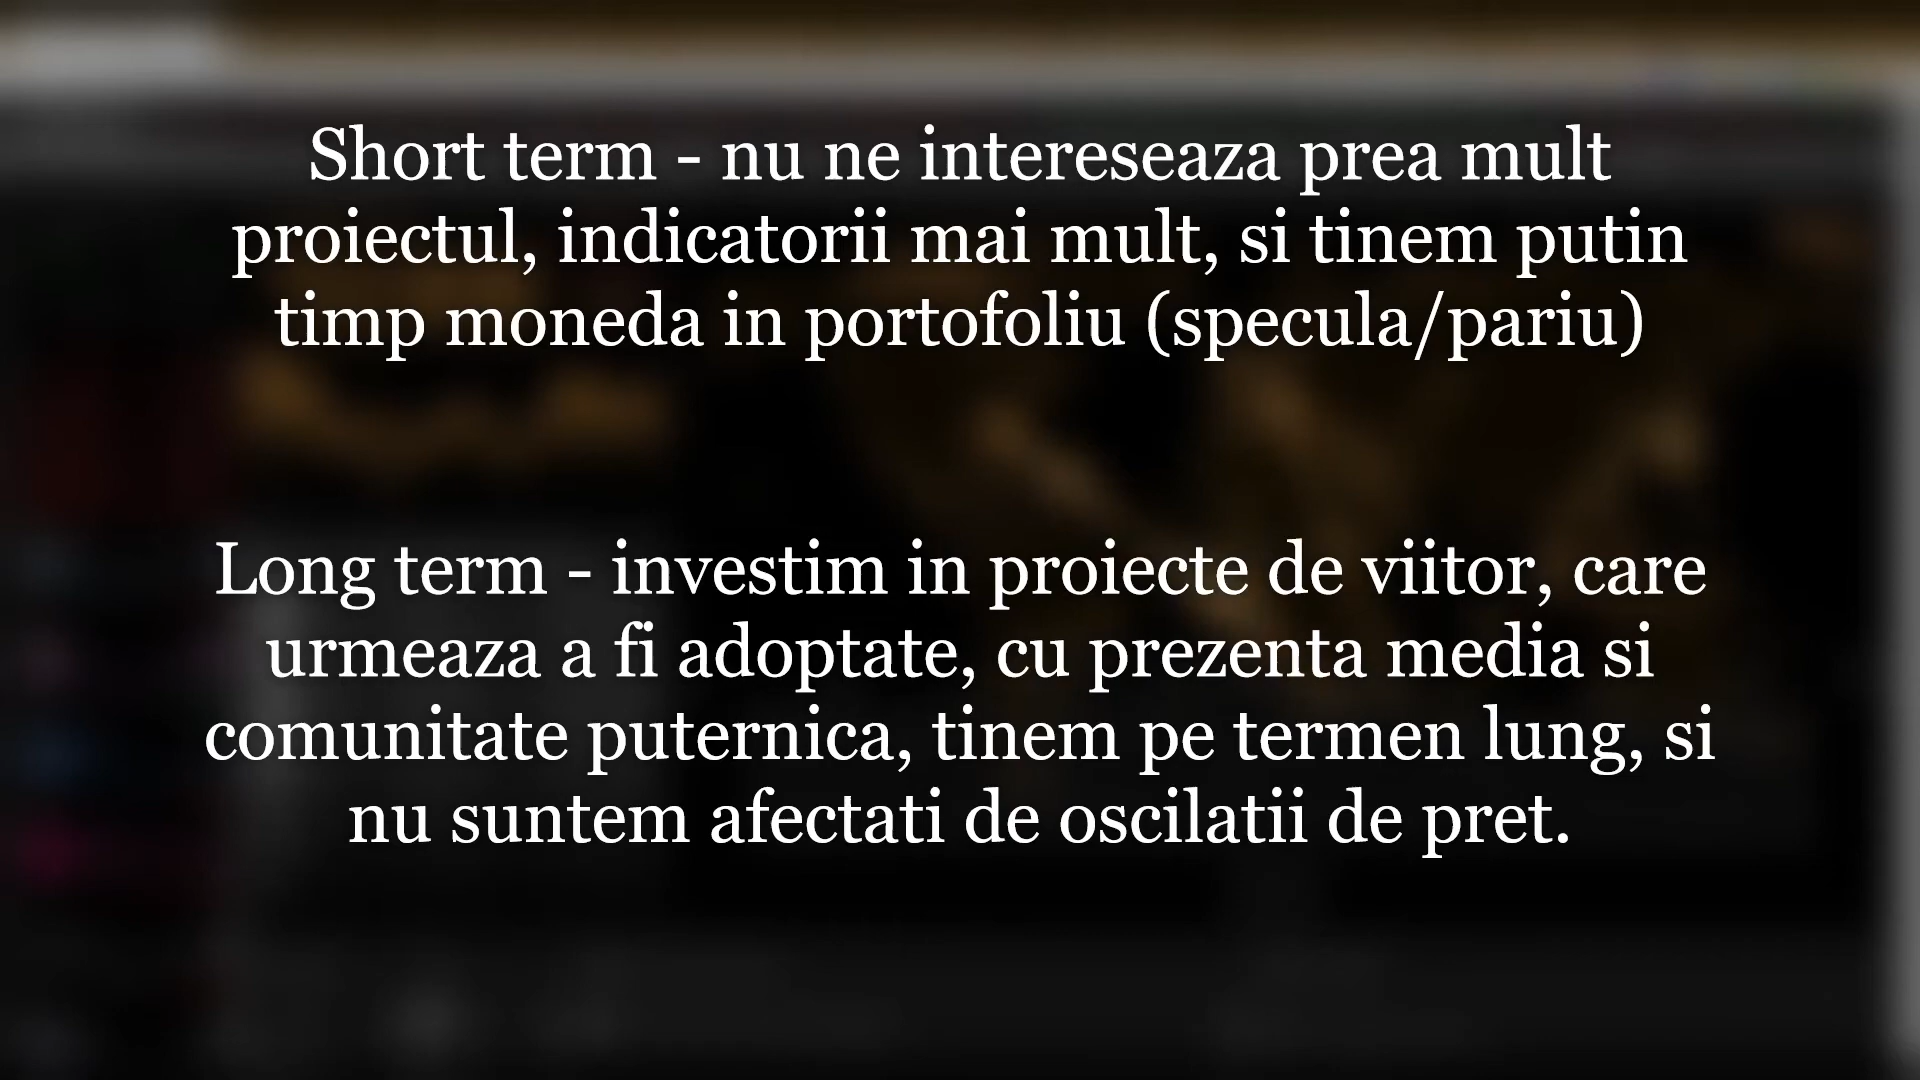 Short term - nu ne intereseaza prea mult
proiectul, indicatorii mai mult, si tinem putin
timp moneda in portofoliu (specula/pariu)
Long term - investim in proiecte de viitor, care
urmeaza a fi adoptate, cu prezenta media si
comunitate puternica, tinem pe termen lung, si
nu suntem afectati de oscilatii de pret.